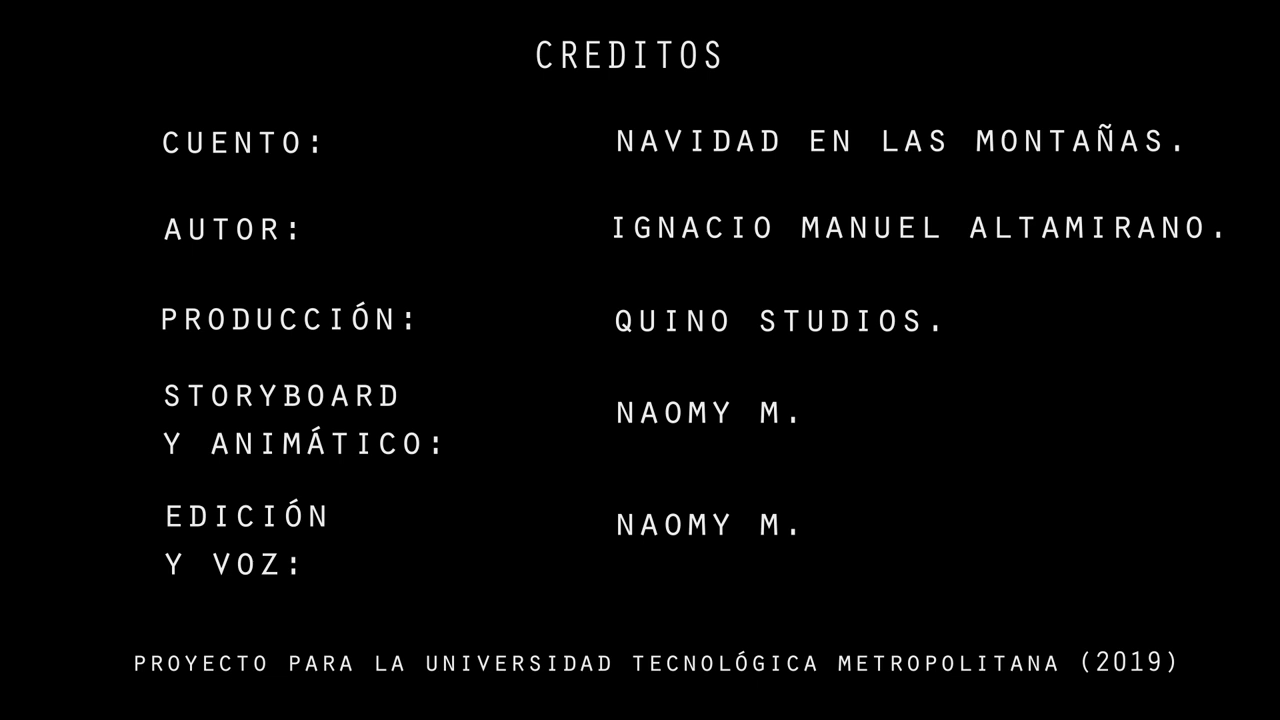 CREDITOS
CUENTO: NAVIDAD EN LAS MONTAÑAS.
AUTOR: IGNACIO MANUEL ALTAMIRANO.
PRODUCCIÓN: QUINO STUDIOS.
STORYBOARD
Y ANIMÁTICO: NAOMY M.
EDICIÓN
Y VOZ: NAOMY M.
PROYECTO PARA LA UNIVERSIDAD TECNOLÓGICA METROPOLITANA (2019)